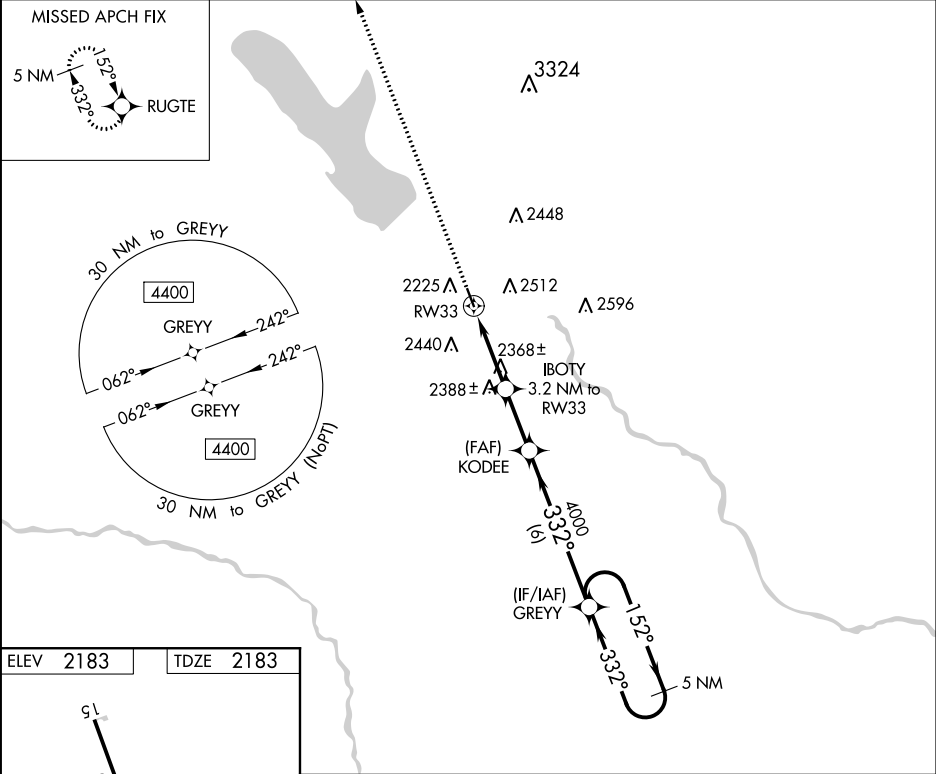 MISSED APCH FIX
5 NM
152°
332°
RUGTE
3324
2448
2225
2512
RW33
2596
2440
2368±
IBOTY
2388±
3.2 NM to
RW33
(FAF)
KODEE
4000
332°
(6)
(IF/IAF)
GREYY
152°
332°
5 NM
30 NM to GREYY
4400
GREYY
242°
062°
242°
062°
GREYY
4400
30 NM to GREYY (NoPT)
ELEV 2183
TDZE 2183
15